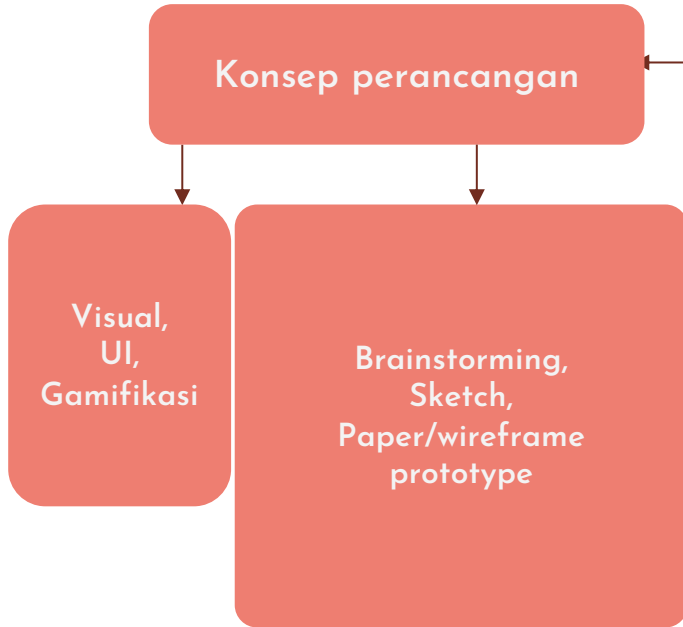 Konsep perancangan
Visual,
UI,
Gamifikasi
Brainstorming,
Sketch,
Paper/wireframe
prototype